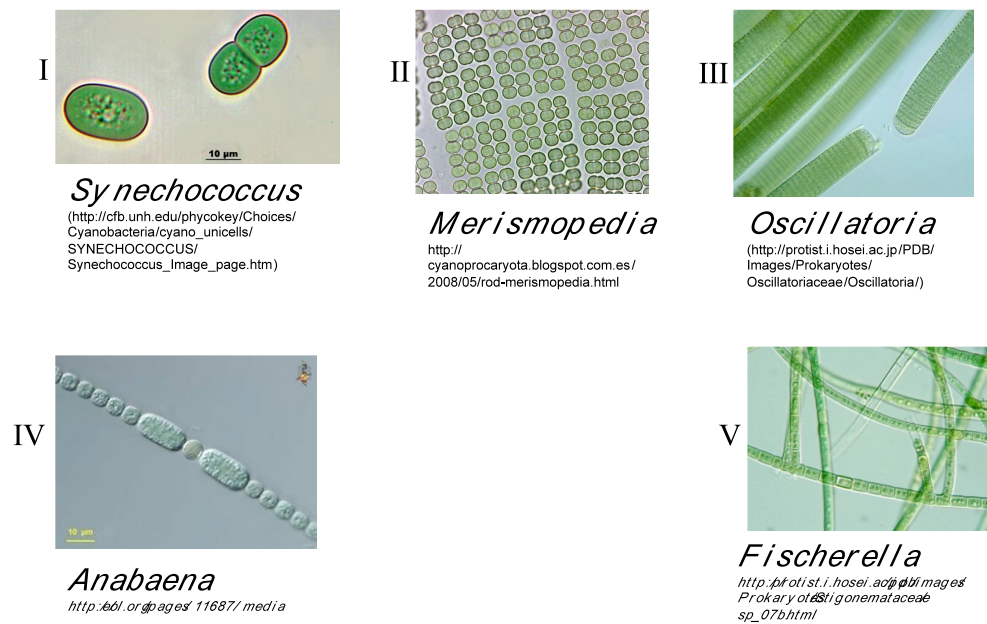 I
10 µm
Synechococcus
(http://cfb.unh.edu/phycokey/Choices/
Cyanobacteria/cyano_unicells/
SYNECHOCOCCUS/
Synechococcus_Image_page.htm)
II
Merismopedia
http://
cyanoprocaryota.blogspot.com.es/
2008/05/rod-merismopedia.html
III
Oscillatoria
(http://protist.i.hosei.ac.jp/PDB/
Images/Prokaryotes/
Oscillatoriaceae/Oscillatoria/)
IV
10 µm
Anabaena
11687/ media
V
Fischerella
sp_07b.html